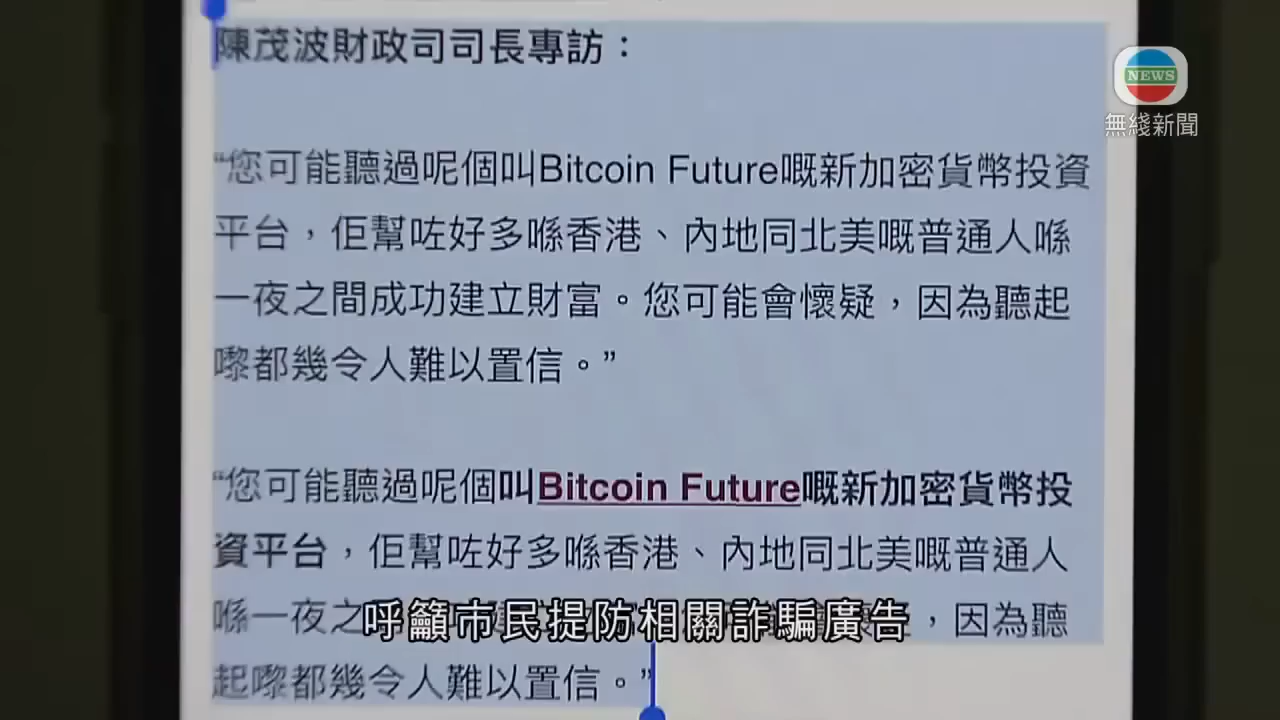 陳茂波財政司司長專訪：
NEWS
無綫新聞
“您可能聽過呢個叫Bitcoin Future嘅新加密貨幣投資
平台，佢幫咗好多喺香港、內地同北美嘅普通人喺
一夜之間成功建立財富。您可能會懷疑，因為聽起
嚟都幾令人難以置信。”
“您可能聽過呢個叫Bitcoin Future嘅新加密貨幣投
資平台，佢幫咗好多喺香港、內地同北美嘅普通人
喺一夜之，因為聽
呼籲市民提防相關詐騙廣告
起嚟都幾令人難以置信。”